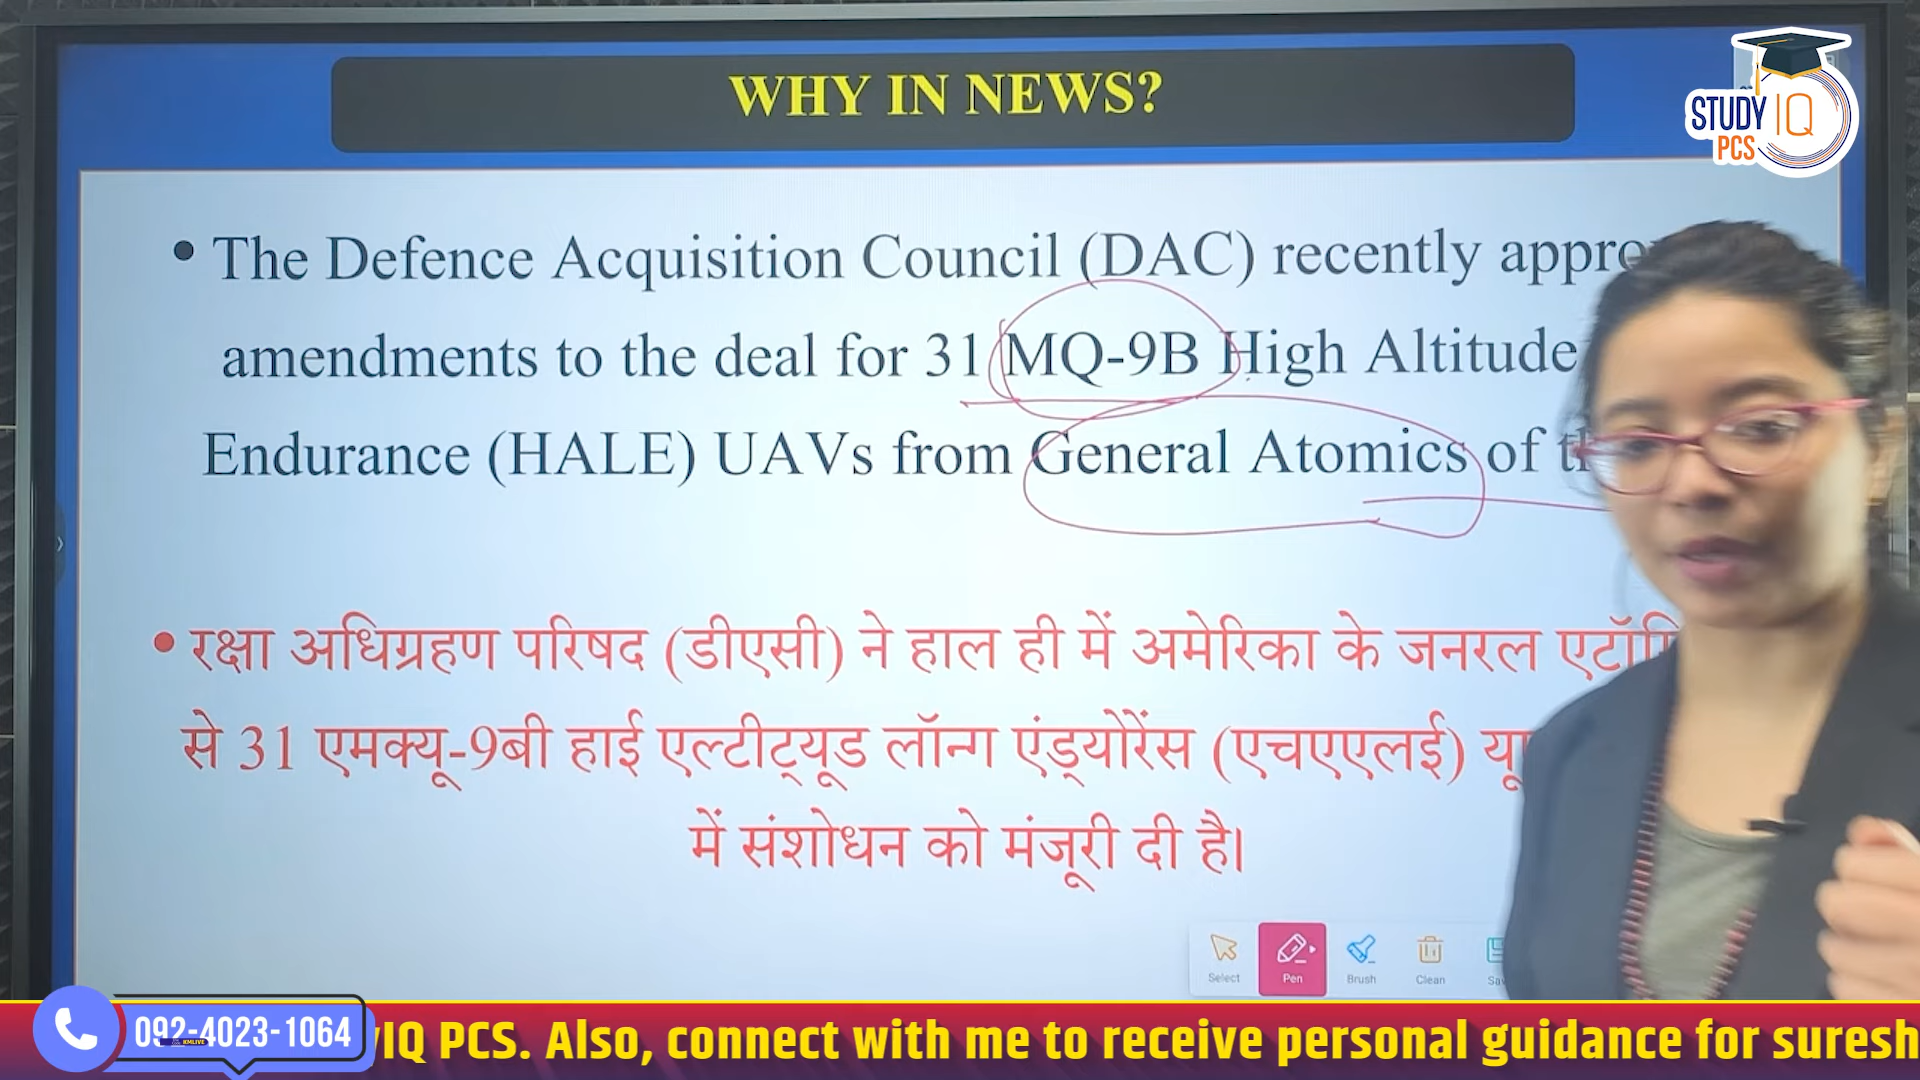 WHY IN NEWS?
STUDY IQ
PCS
• The Defence Acquisition Council (DAC) recently
amendments to the deal for 31 MQ-9B High Altitude
Endurance (HALE) UAVs from General Atomics of
• रक्षा अधिग्रहण परिषद (डीएसी) ने हाल ही में अमेरिका के जनरल
से 31 एमक्यू-9बी हाई एल्टीट्यूड लॉन्ग एंड्योरेंस (एचएएलई)
में संशोधन को मंजूरी दी है।
Select Pen Brush Clean
092-4023-1064
KMLIVE
IQ PCS. Also, connect with me to receive personal guidance for suresh